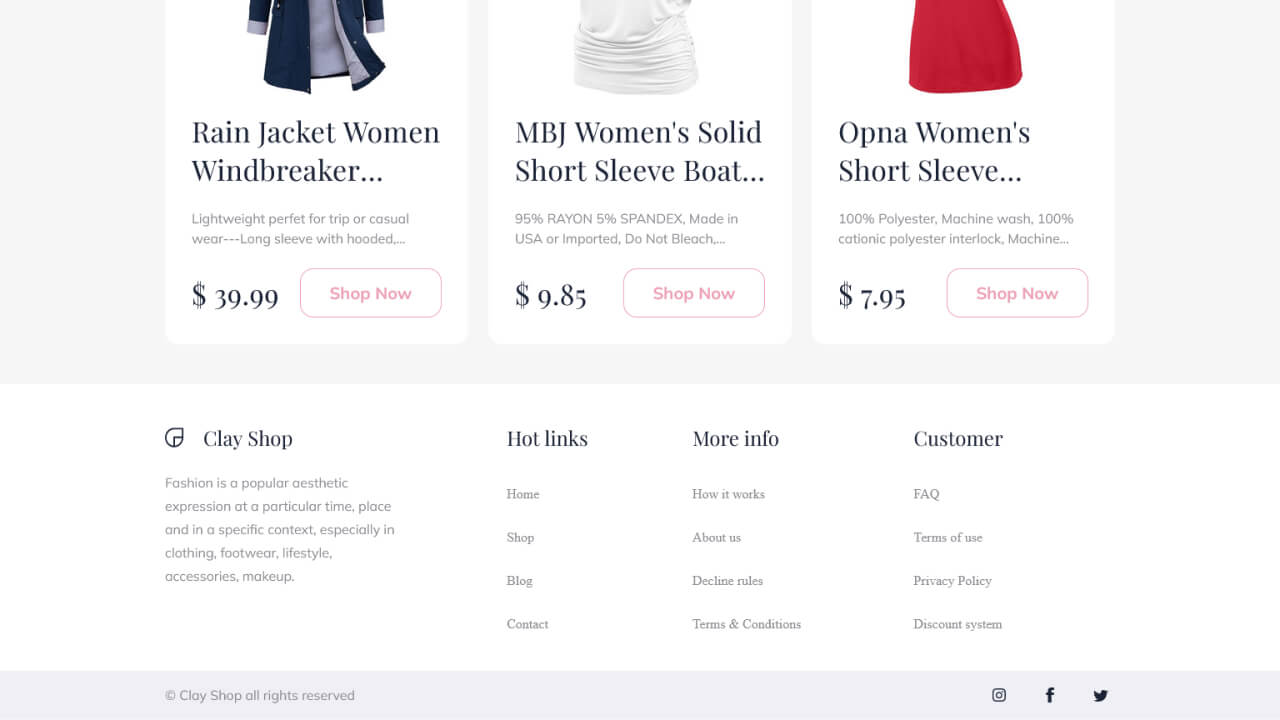 Rain Jacket Women
Windbreaker...
Lightweight perfet for trip or casual
wear---Long sleeve with hooded,...
$ 39.99
Shop Now
MBJ Women's Solid
Short Sleeve Boat...
95% RAYON 5% SPANDEX, Made in
USA or Imported, Do Not Bleach,...
$ 9.85
Shop Now
Opna Women's
Short Sleeve...
100% Polyester, Machine wash, 100%
cationic polyester interlock, Machine...
$ 7.95
Shop Now
Clay Shop
Fashion is a popular aesthetic
expression at a particular time, place
and in a specific context, especially in
clothing, footwear, lifestyle,
accessories, makeup.
Hot links
Home
Shop
Blog
Contact
More info
How it works
About us
Decline rules
Terms & Conditions
Customer
FAQ
Terms of use
Privacy Policy
Discount system
© Clay Shop all rights reserved